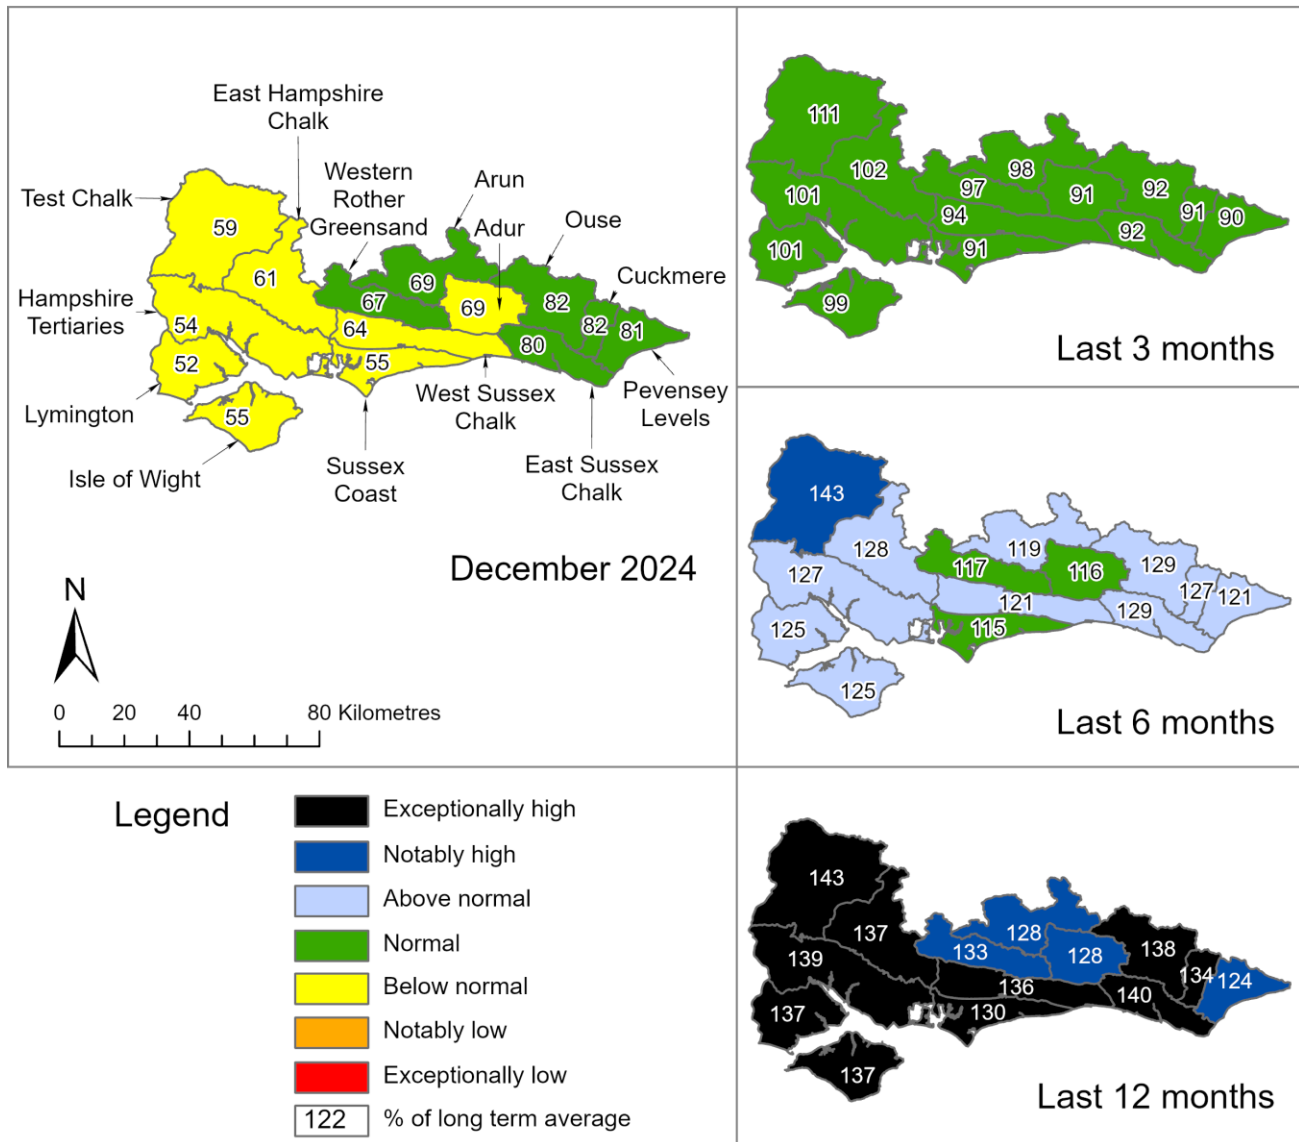 East Hampshire
Chalk
Test Chalk
Western
Rother
Greensand
Arun
Adur
Ouse
Cuckmere
Hampshire
Tertiaries
Lymington
Isle of Wight
Sussex
Coast
West Sussex
Chalk
East Sussex
Chalk
Pevensey
Levels
59
61
67
69
69
82
82
81
54
64
80
52
55
55
December 2024
N
0 20 40 80 Kilometres
111
102
98
97
91
92
91
90
101
94
92
101
91
99
Last 3 months
143
128
119
117
116
129
127
121
127
121
129
125
115
125
Last 6 months
143
137
128
133
128
138
134
124
139
136
140
137
130
137
Last 12 months
Legend
Exceptionally high
Notably high
Above normal
Normal
Below normal
Notably low
Exceptionally low
122 % of long term average